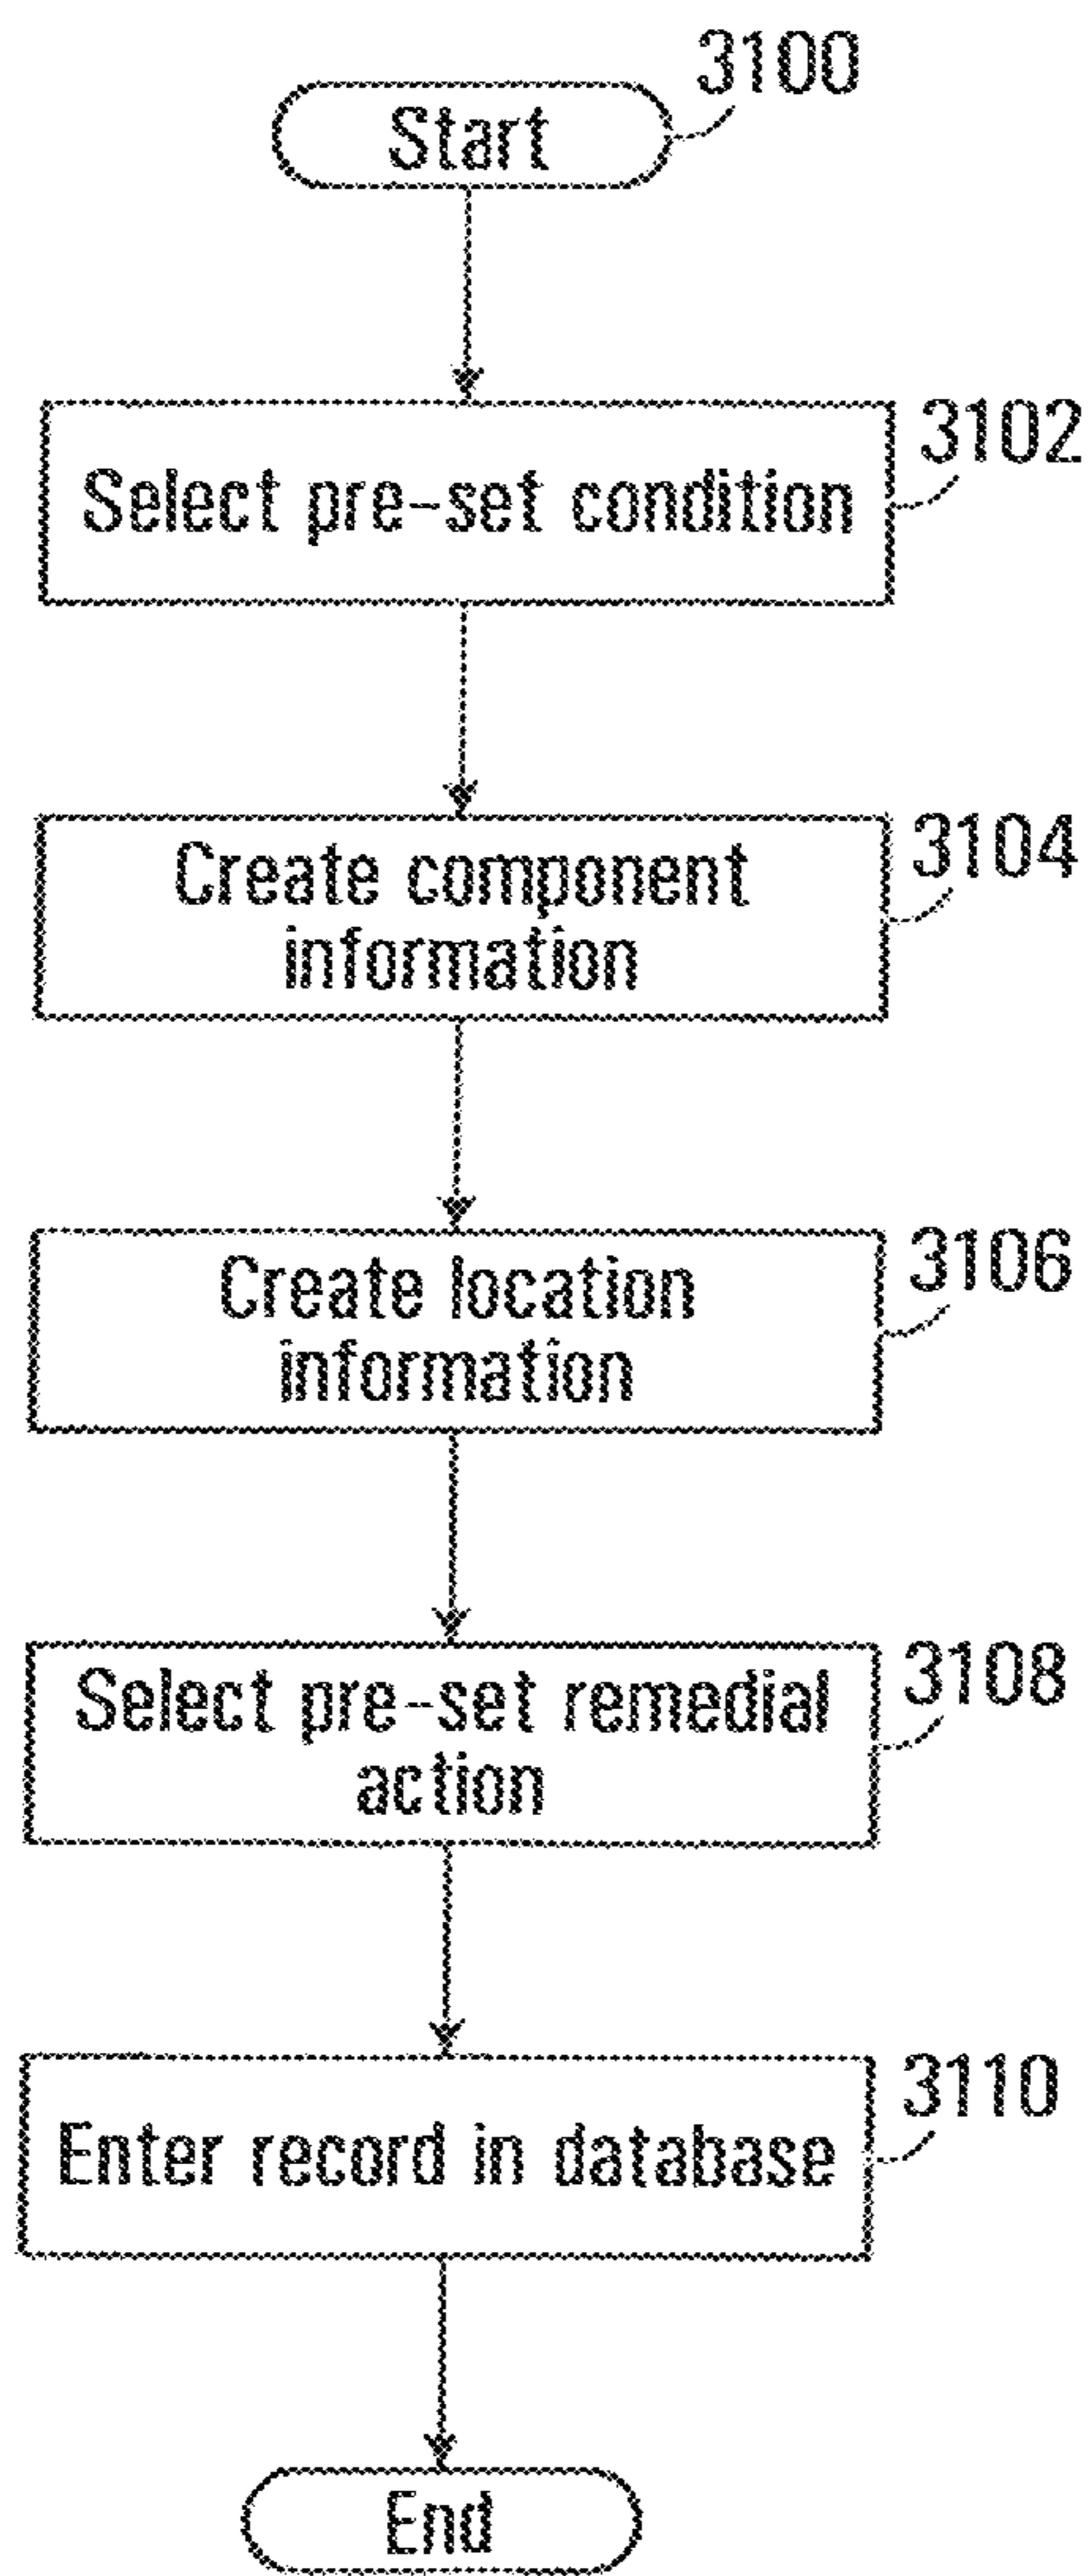 3100
Start
3102
Select pre-set condition
3104
Create component
information
3106
Create location
information
3108
Select pre-set remedial
action
3110
Enter record in database
End